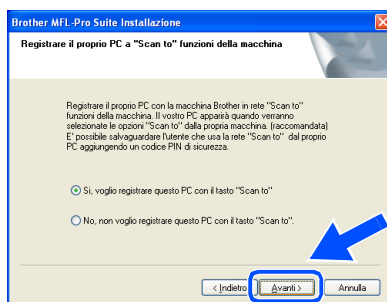 Brother MFL-Pro Suite Installazione
Registrare il proprio PC a "Scan to" funzioni della macchina
Registrare il proprio PC con la macchina Brother in rete "Scan to"
funzioni della macchina. Il vostro PC apparirà quando verranno
selezionate le opzioni "Scan to" dalla propria macchina. (raccomandata)
E' possibile salvaguardare l'utente che usa la rete "Scan to" dal proprio
PC aggiungendo un codice PIN di sicurezza.
Si, voglio registrare questo PC con il tasto "Scan to"
No, non voglio registrare questo PC con il tasto "Scan to".
< Indietro
Avanti >
Annulla